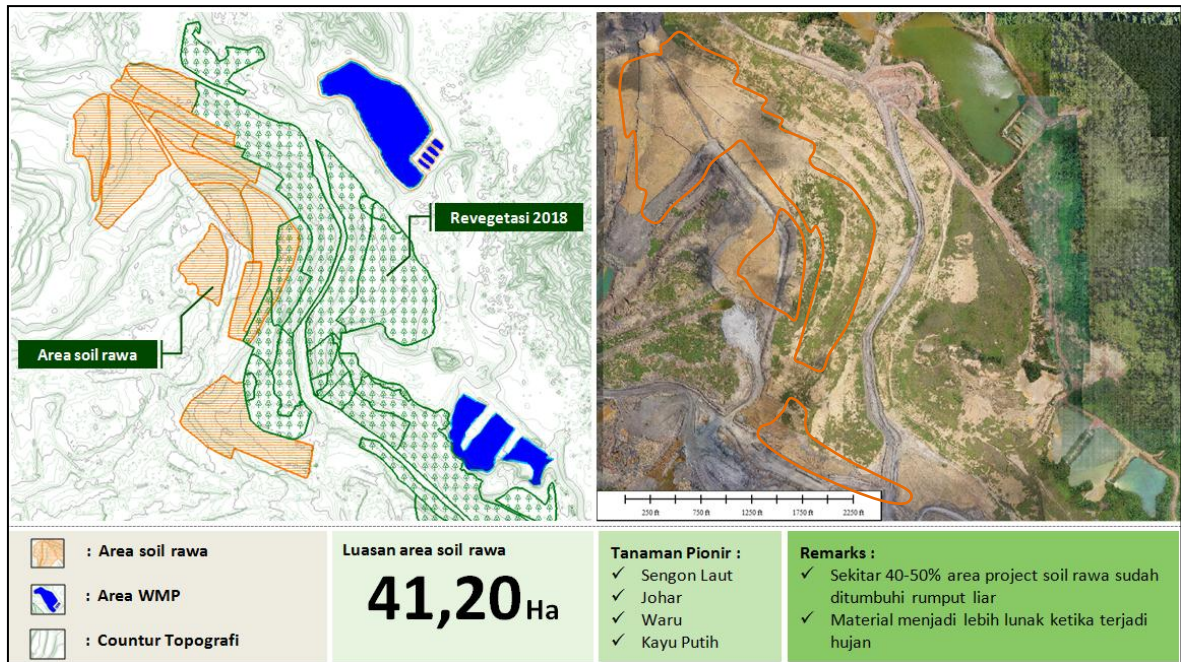 Revegetasi 2018
Area soil rawa
250 ft 750 ft 1250 ft 1750 ft 2250 ft
: Area soil rawa
: Area WMP
: Countur Topografi
Luasan area soil rawa
41,20 Ha
Tanaman Pionir :
✓ Sengon Laut
✓ Johar
✓ Waru
✓ Kayu Putih
Remarks :
✓ Sekitar 40-50% area project soil rawa sudah
ditumbuhi rumput liar
✓ Material menjadi lebih lunak ketika terjadi
hujan